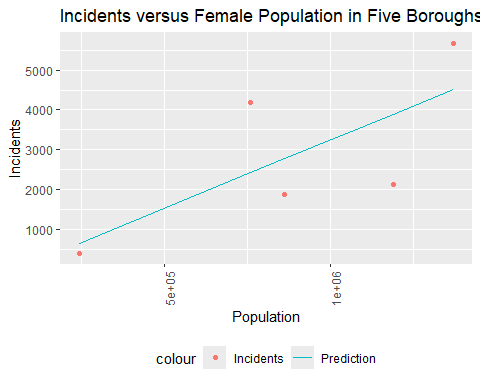 Incidents versus Female Population in Five Boroughs
5000
4000
3000
2000
1000
Incidents
5e+05
1e+06
Population
colour Incidents Prediction